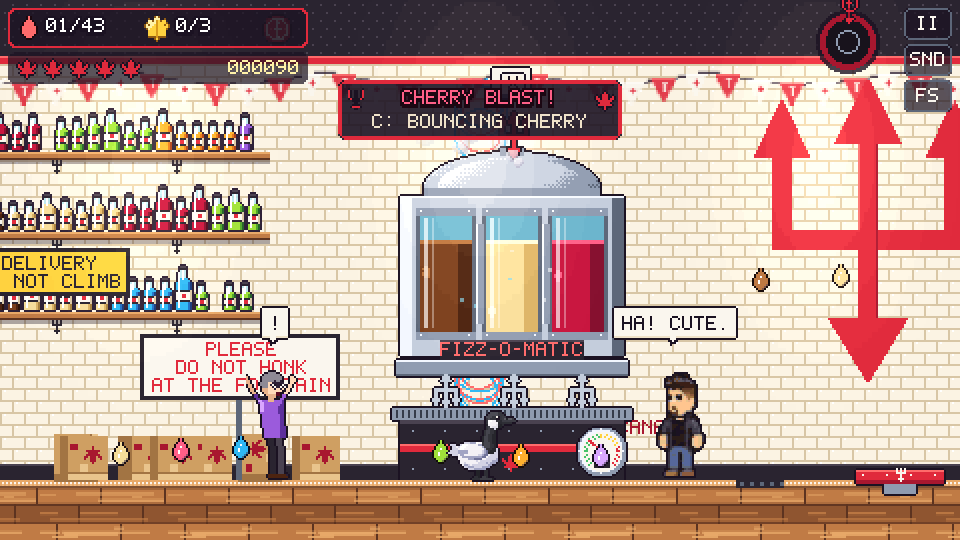 01/43 0/3
000090
II
SND
FS
CHERRY BLAST!
C: BOUNCING CHERRY
DELIVERY
NOT CLIMB
!
HA! CUTE.
FIZZ-O-MATIC
PLEASE
DO NOT HONK
AT THE